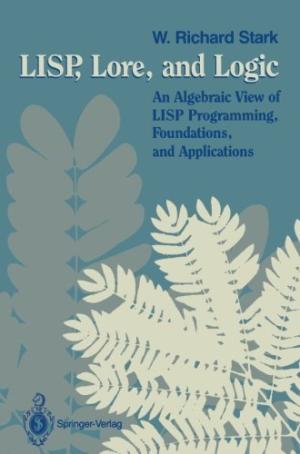 W. Richard Stark
LISP, Lore, and Logic
An Algebraic View of
LISP Programming,
Foundations,
and Applications
Springer-Verlag